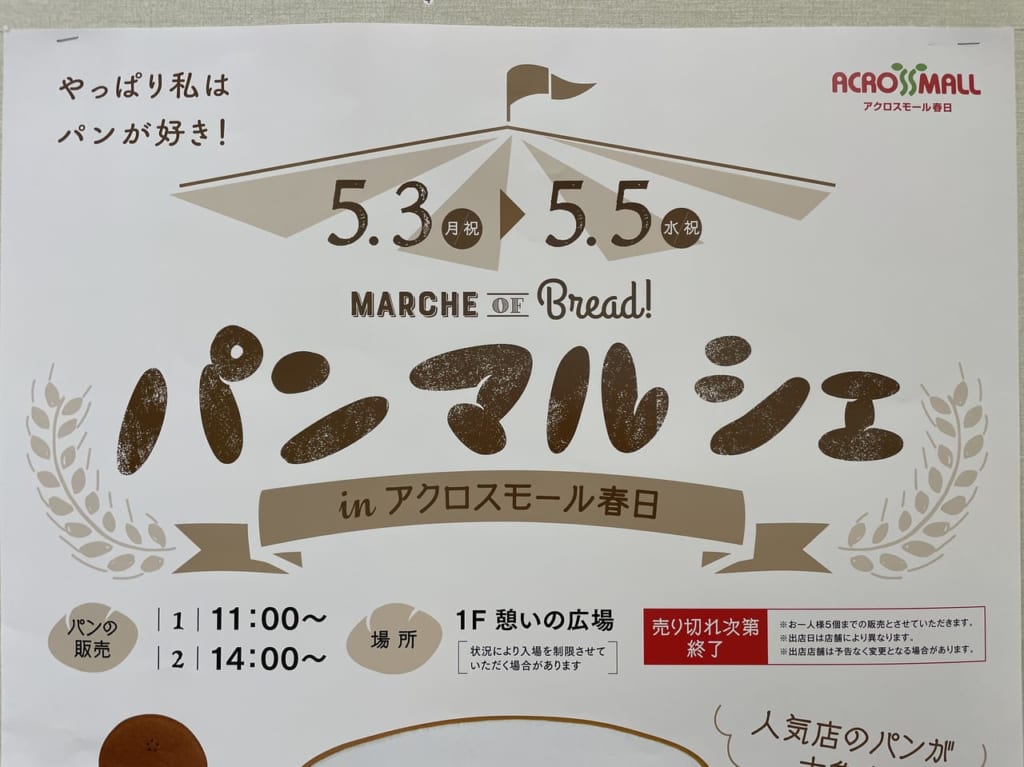 やっぱり私は
パンが好き!
ACROSSMALL
アクロスモール春日
5.3 月祝 ▶ 5.5 水祝
MARCHE OF Bread!
パンマルシェ
in アクロスモール春日
パンの
販売
|1| 11:00〜
|2| 14:00〜
場所
1F 憩いの広場
状況により入場を制限させて
いただく場合があります
売り切れ次第
終了
※お一人様5個までの販売とさせていただきます。
※出店日は店舗により異なります。
※出店店舗は予告なく変更となる場合があります。
人気店のパンが